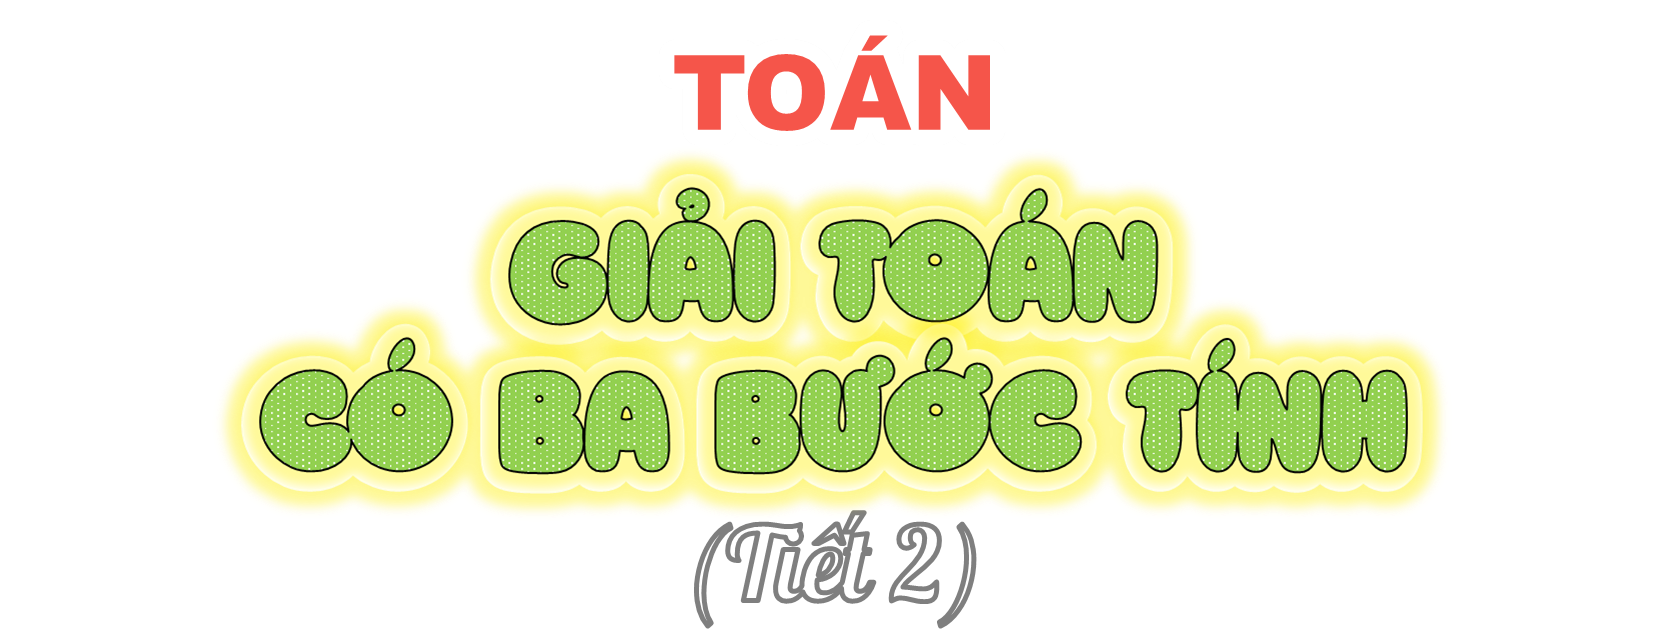 TOÁN
GIẢI TOÁN
CÓ BA BƯỚC TÍNH
(Tiết 2)